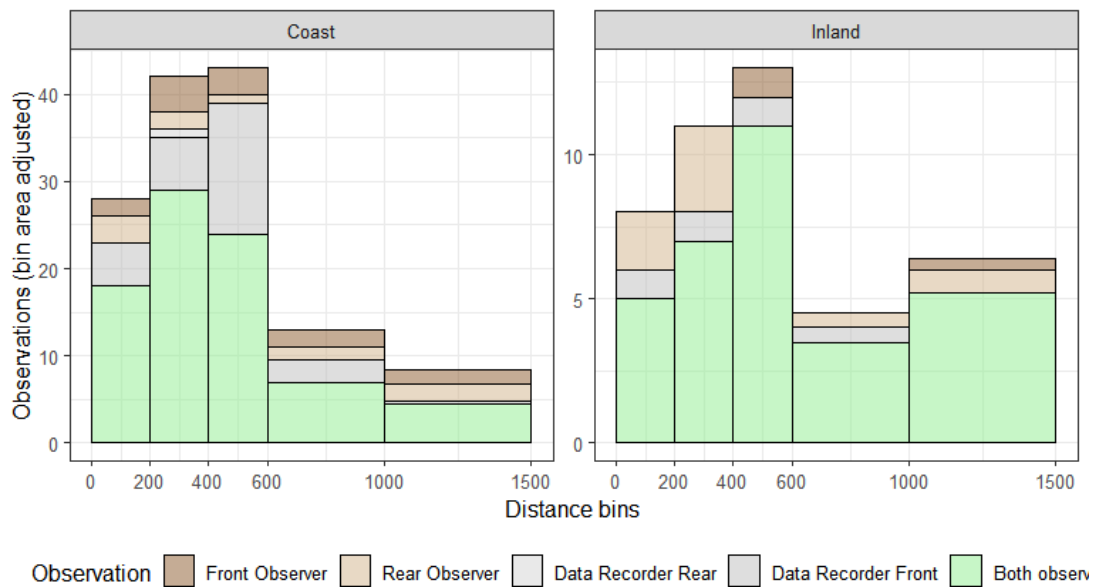 Coast
Inland
Observations (bin area adjusted)
40
30
20
10
0
10
5
0
0 200 400 600 1000 1500
0 200 400 600 1000 1500
Distance bins
Observation Front Observer Rear Observer Data Recorder Rear Data Recorder Front Both observ